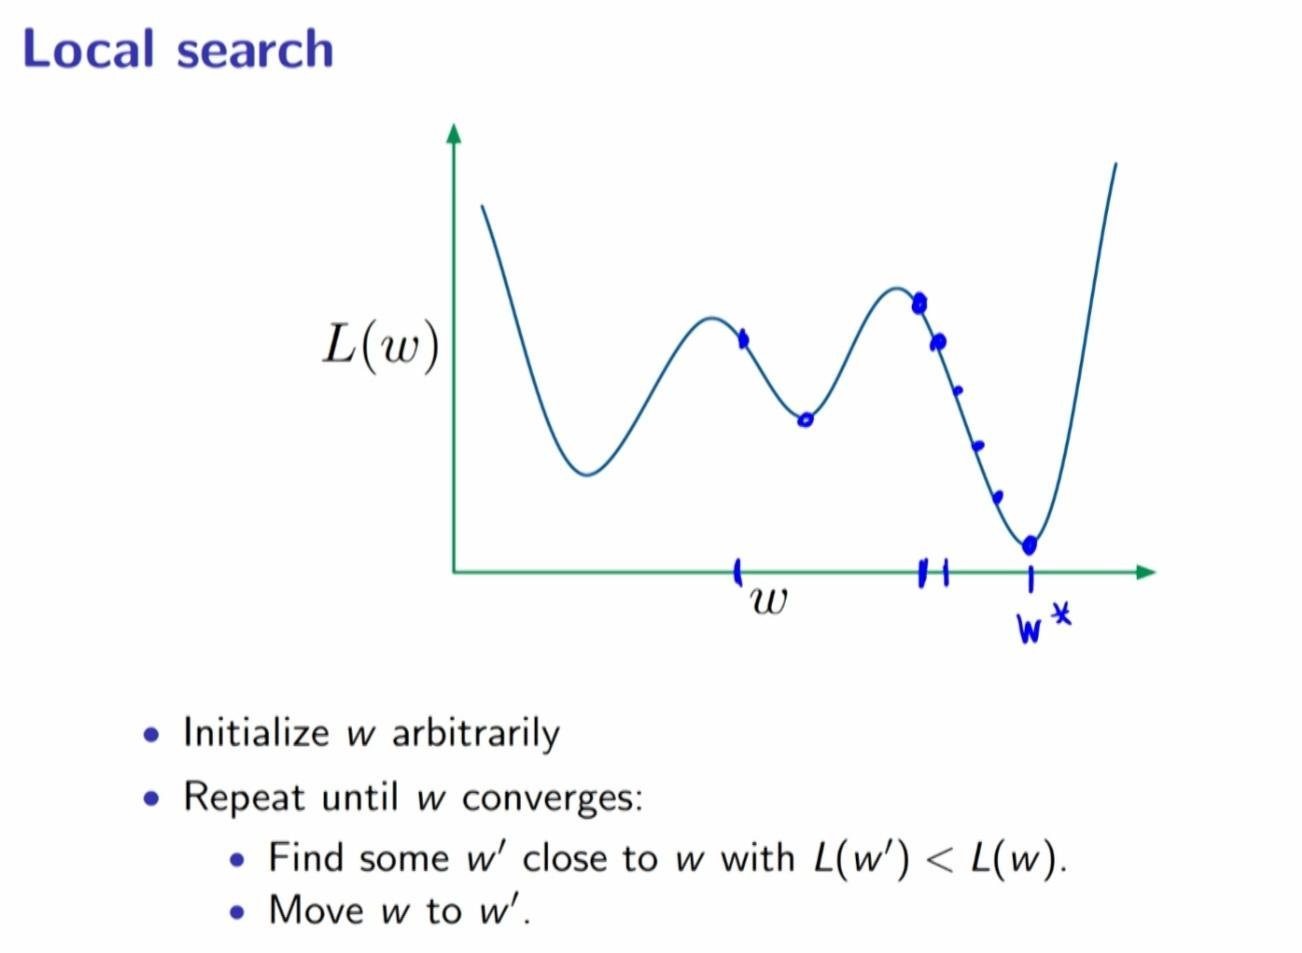 Local search
L(w)
w
w*
• Initialize w arbitrarily
• Repeat until w converges:
• Find some w′ close to w with L(w′) < L(w).
• Move w to w′.